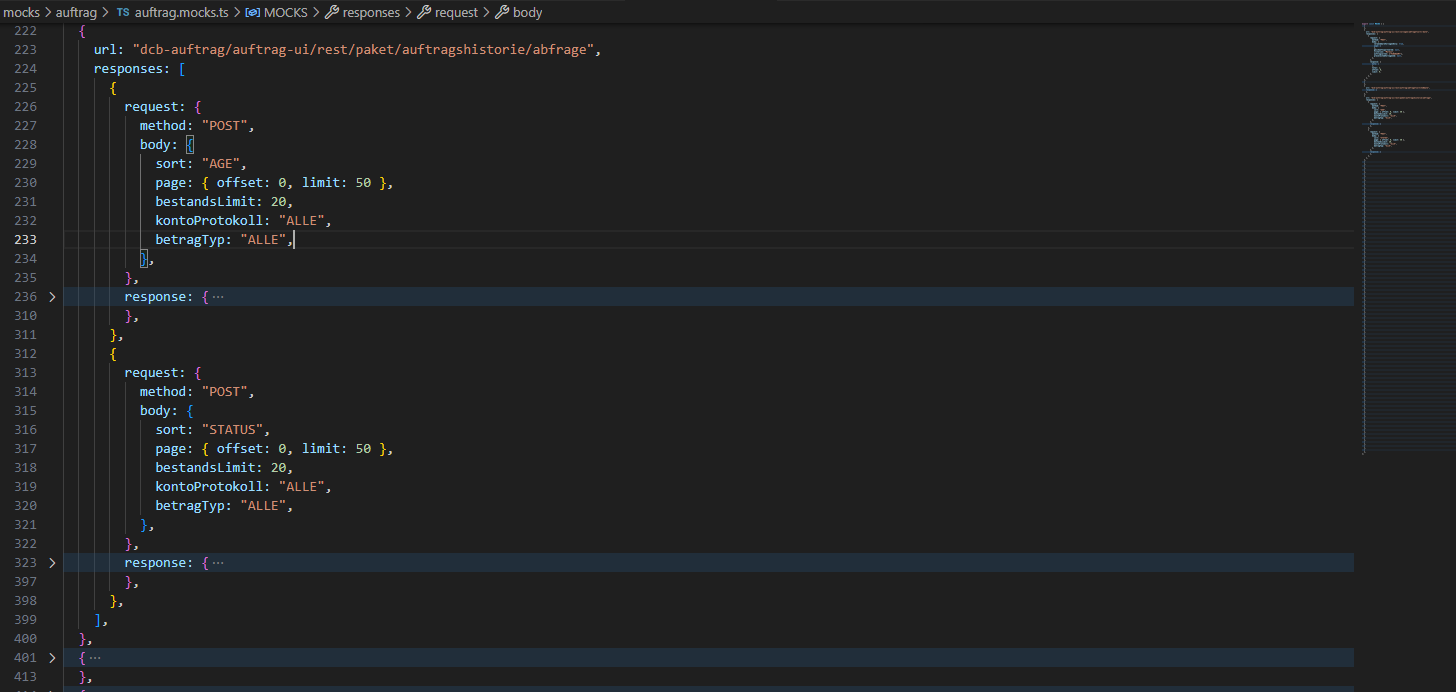 mocks > auftrag > TS auftrag.mocks.ts > MOCKS > responses > request > body
222 {
223 url: "dcb-auftrag/auftrag-ui/rest/paket/auftragshistorie/abfrage",
224 responses: [
225 {
226 request: {
227 method: "POST",
228 body: {
229 sort: "AGE",
230 page: { offset: 0, limit: 50 },
231 bestandsLimit: 20,
232 kontoProtokoll: "ALLE",
233 betragTyp: "ALLE",
234 },
235 },
236 response: { ...
310 },
311 },
312 {
313 request: {
314 method: "POST",
315 body: {
316 sort: "STATUS",
317 page: { offset: 0, limit: 50 },
318 bestandsLimit: 20,
319 kontoProtokoll: "ALLE",
320 betragTyp: "ALLE",
321 },
322 },
323 response: { ...
397 },
398 },
399 ],
400 },
401 { ...
413 },